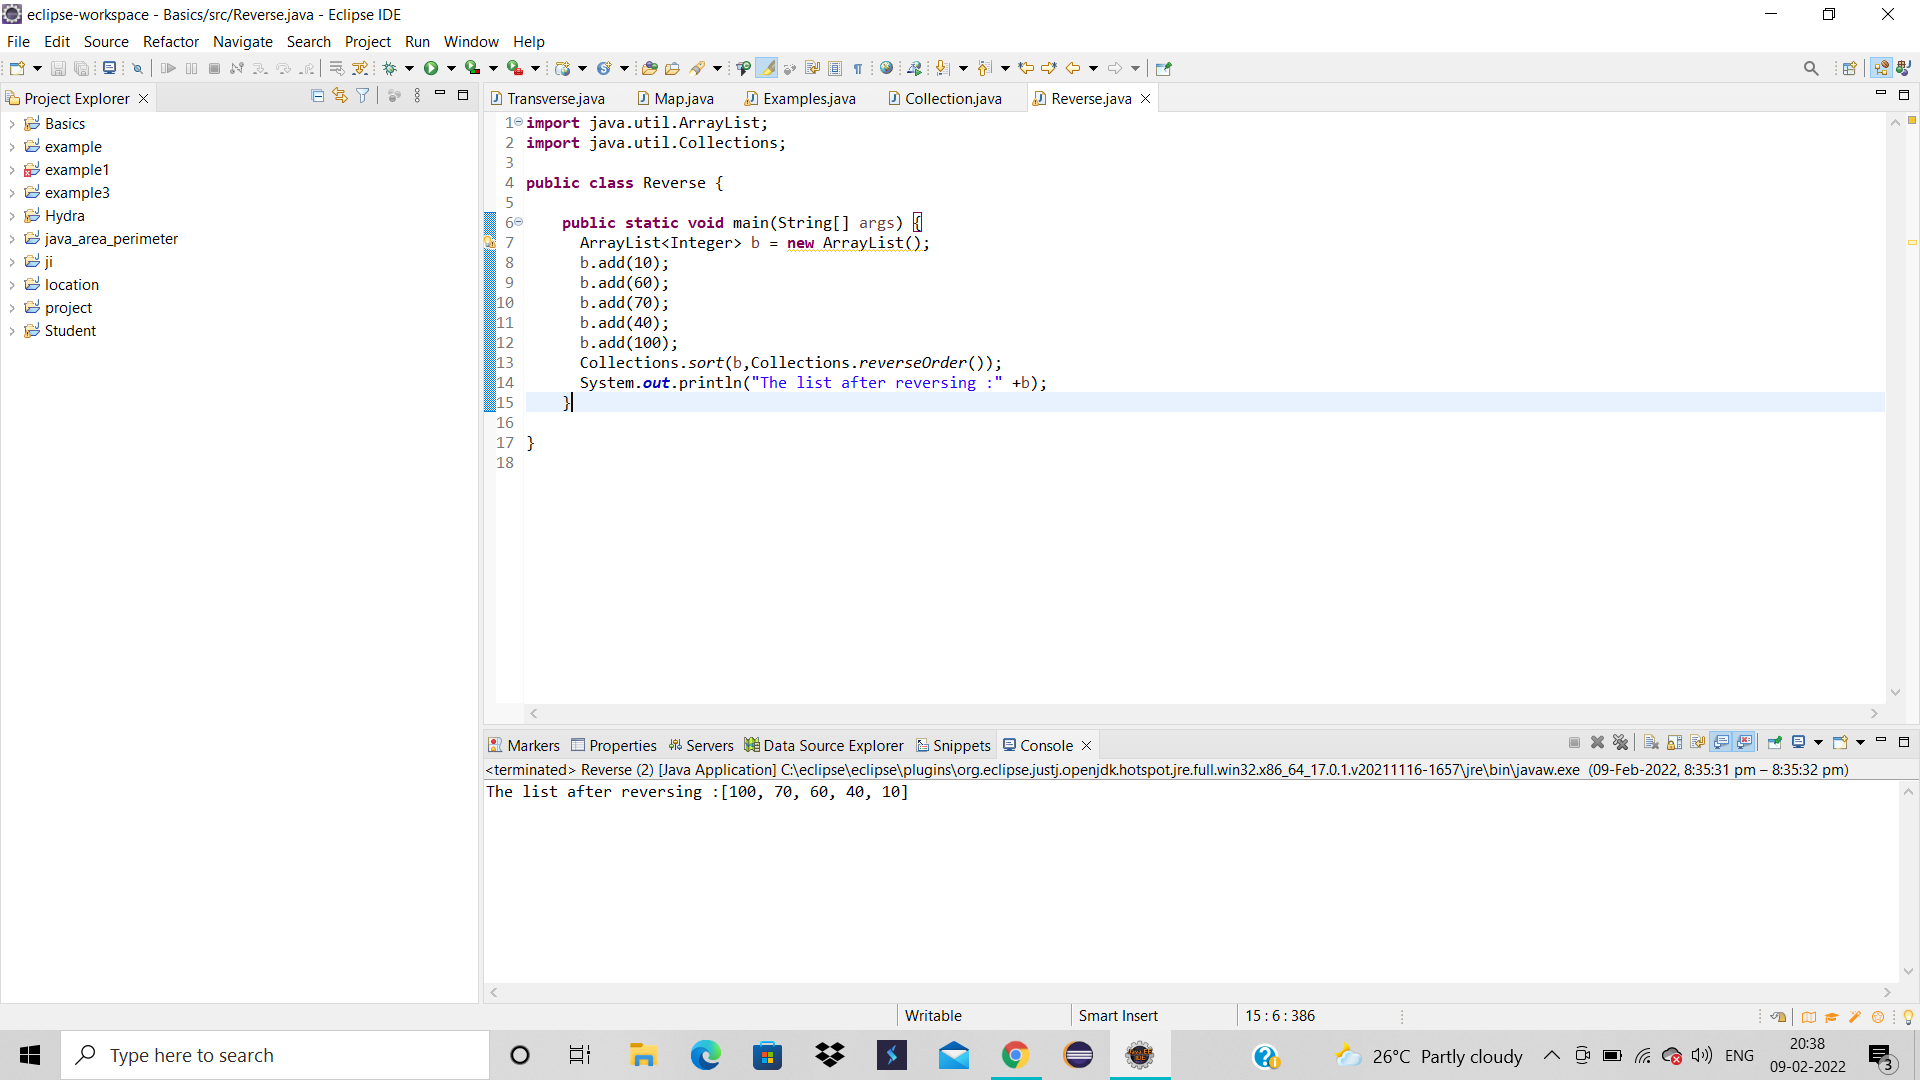 eclipse-workspace - Basics/src/Reverse.java - Eclipse IDE
File Edit Source Refactor Navigate Search Project Run Window Help
Project Explorer
Basics
example
example1
example3
Hydra
java_area_perimeter
ji
location
project
Student
Transverse.java Map.java Examples.java Collection.java Reverse.java
1 import java.util.ArrayList;
2 import java.util.Collections;
3
4 public class Reverse {
5
6 public static void main(String[] args) {
7 ArrayList<Integer> b = new ArrayList();
8 b.add(10);
9 b.add(60);
10 b.add(70);
11 b.add(40);
12 b.add(100);
13 Collections.sort(b,Collections.reverseOrder());
14 System.out.println("The list after reversing :" +b);
15 }
16
17 }
18
Markers Properties Servers Data Source Explorer Snippets Console
<terminated> Reverse (2) [Java Application] C:\eclipse\eclipse\plugins\org.eclipse.justj.openjdk.hotspot.jre.full.win32.x86_64_17.0.1.v20211116-1657\jre\bin\javaw.exe (09-Feb-2022, 8:35:31 pm – 8:35:32 pm)
The list after reversing :[100, 70, 60, 40, 10]
Writable Smart Insert 15 : 6 : 386
Type here to search
26°C Partly cloudy
ENG
20:38
09-02-2022
3